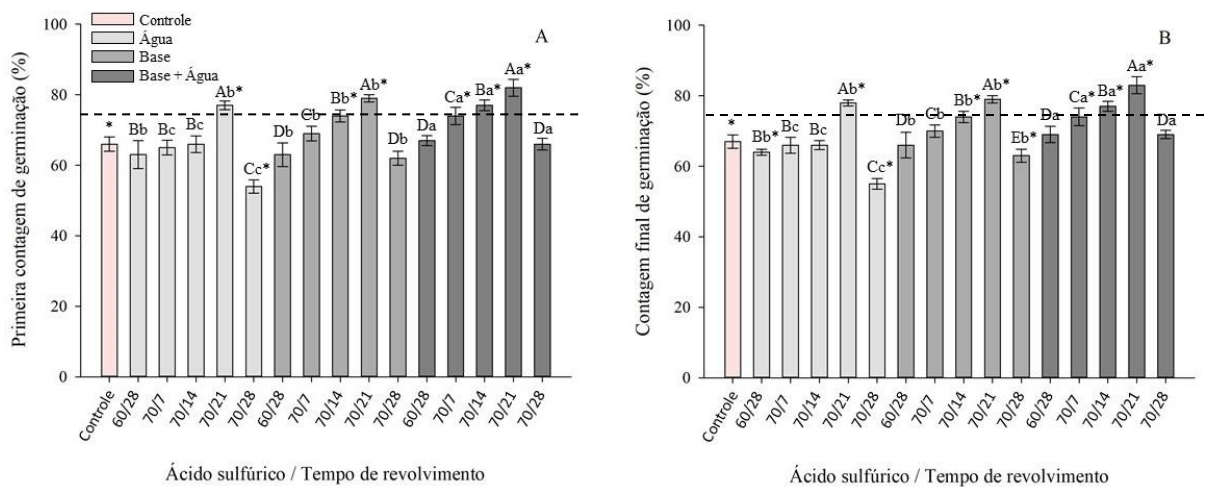 Primeira contagem de germinação (%)
100
80
60
40
20
0
Controle
Água
Base
Base + Água
A
* Bb Bc Bc Ab* Cc* Db Cb Bb* Ab* Db Da Ca* Ba* Aa* Da
Controle 60/28 70/7 70/14 70/21 70/28 60/28 70/7 70/14 70/21 70/28 60/28 70/7 70/14 70/21 70/28
Ácido sulfúrico / Tempo de revolvimento
Contagem final de germinação (%)
100
80
60
40
20
0
B
* Bb* Bc Bc Ab* Cc* Db Cb Bb* Ab* Eb* Da Ca* Ba* Aa* Da
Controle 60/28 70/7 70/14 70/21 70/28 60/28 70/7 70/14 70/21 70/28 60/28 70/7 70/14 70/21 70/28
Ácido sulfúrico / Tempo de revolvimento